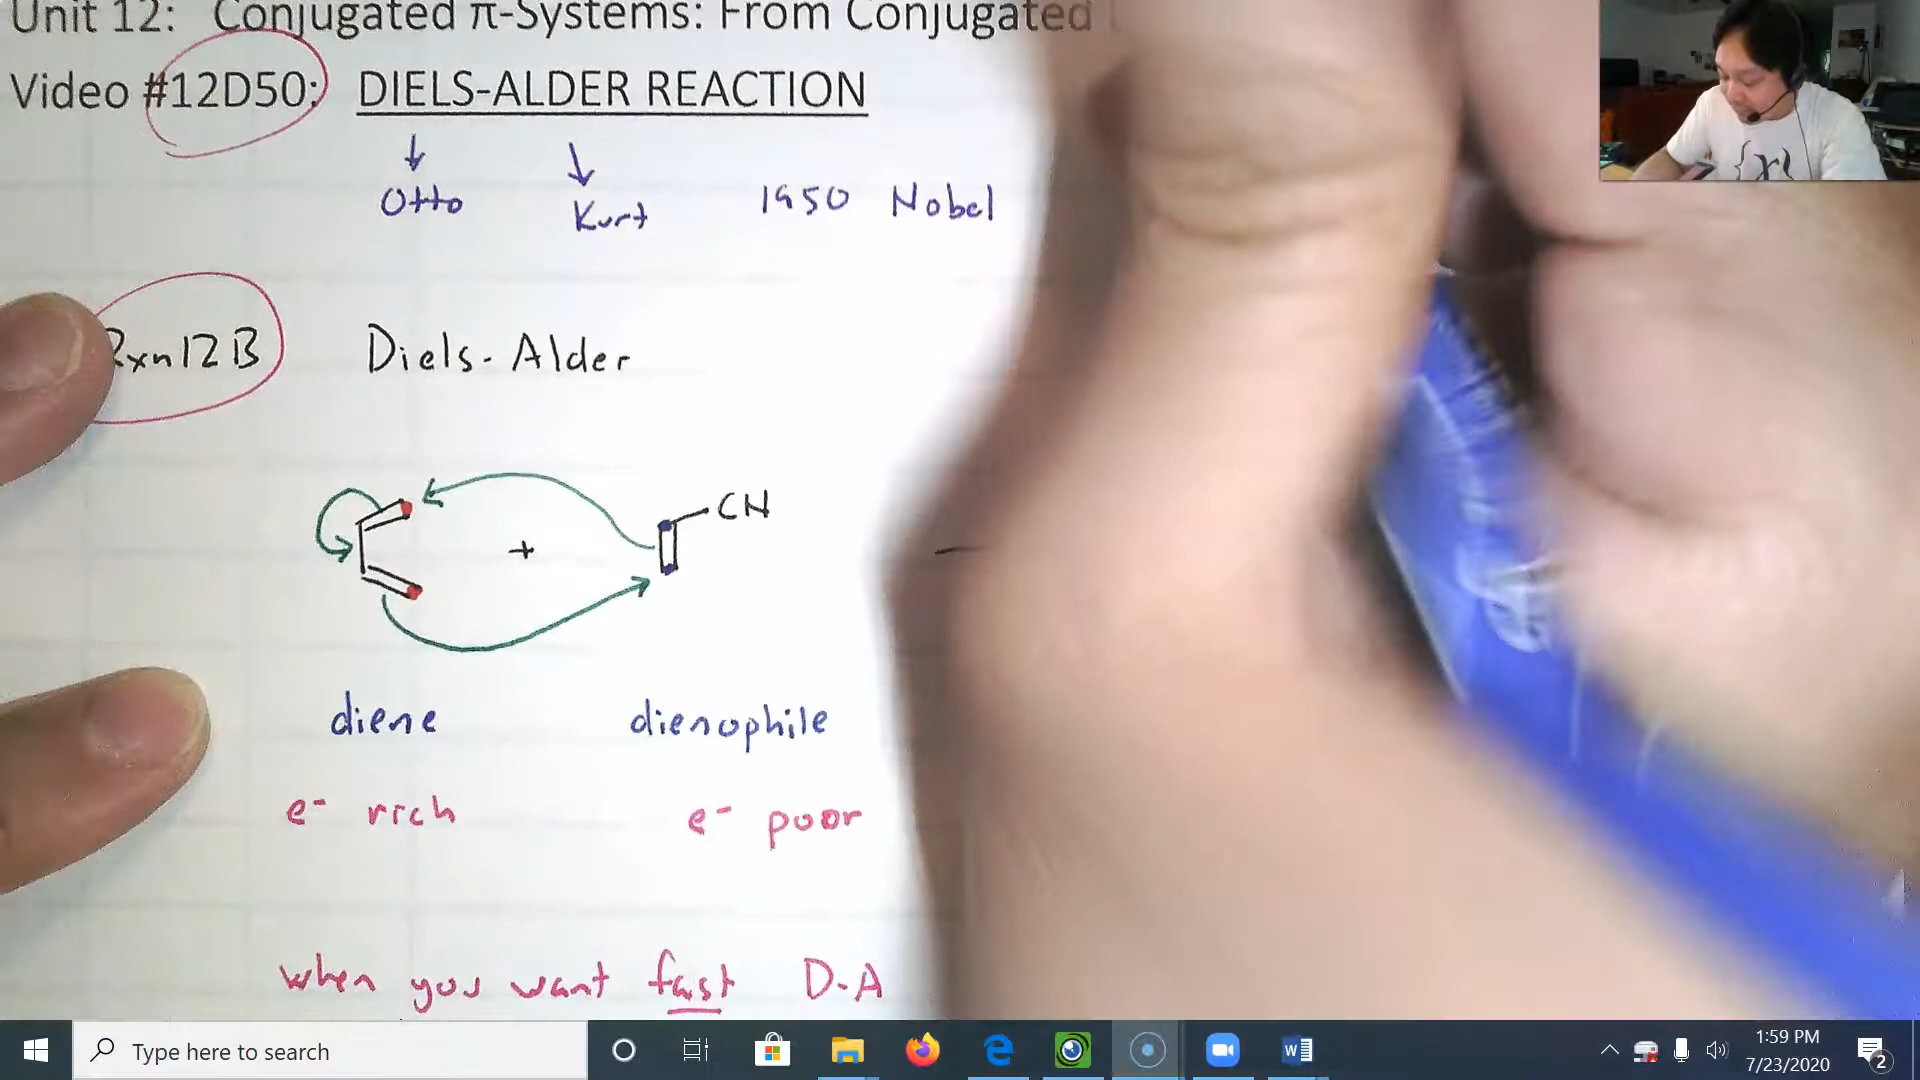 Unit 12: Conjugated π-Systems: From Conjugated
Video #12D50: DIELS-ALDER REACTION
Otto Kurt 1950 Nobel
Rxn12B Diels-Alder
+ CN
diene dienophile
e- rich e- poor
when you want fast D-A
Type here to search
1:59 PM
7/23/2020
2